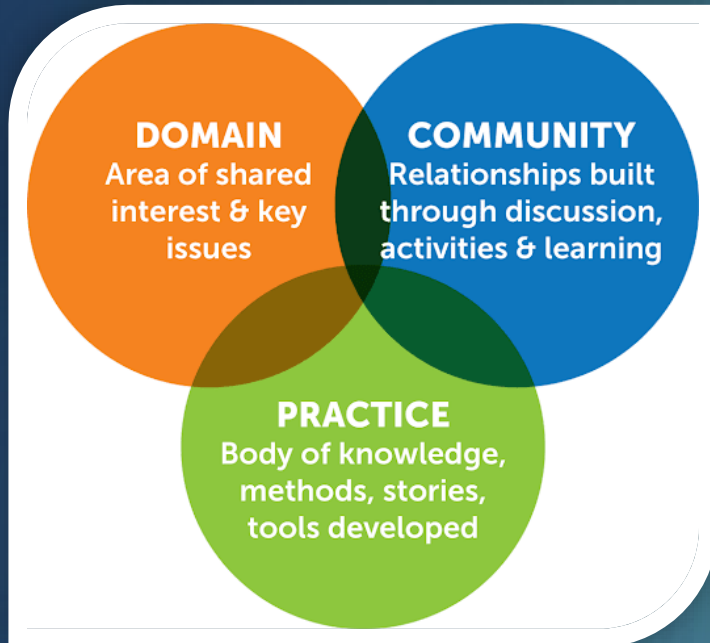 DOMAIN
Area of shared
interest & key
issues
COMMUNITY
Relationships built
through discussion,
activities & learning
PRACTICE
Body of knowledge,
methods, stories,
tools developed